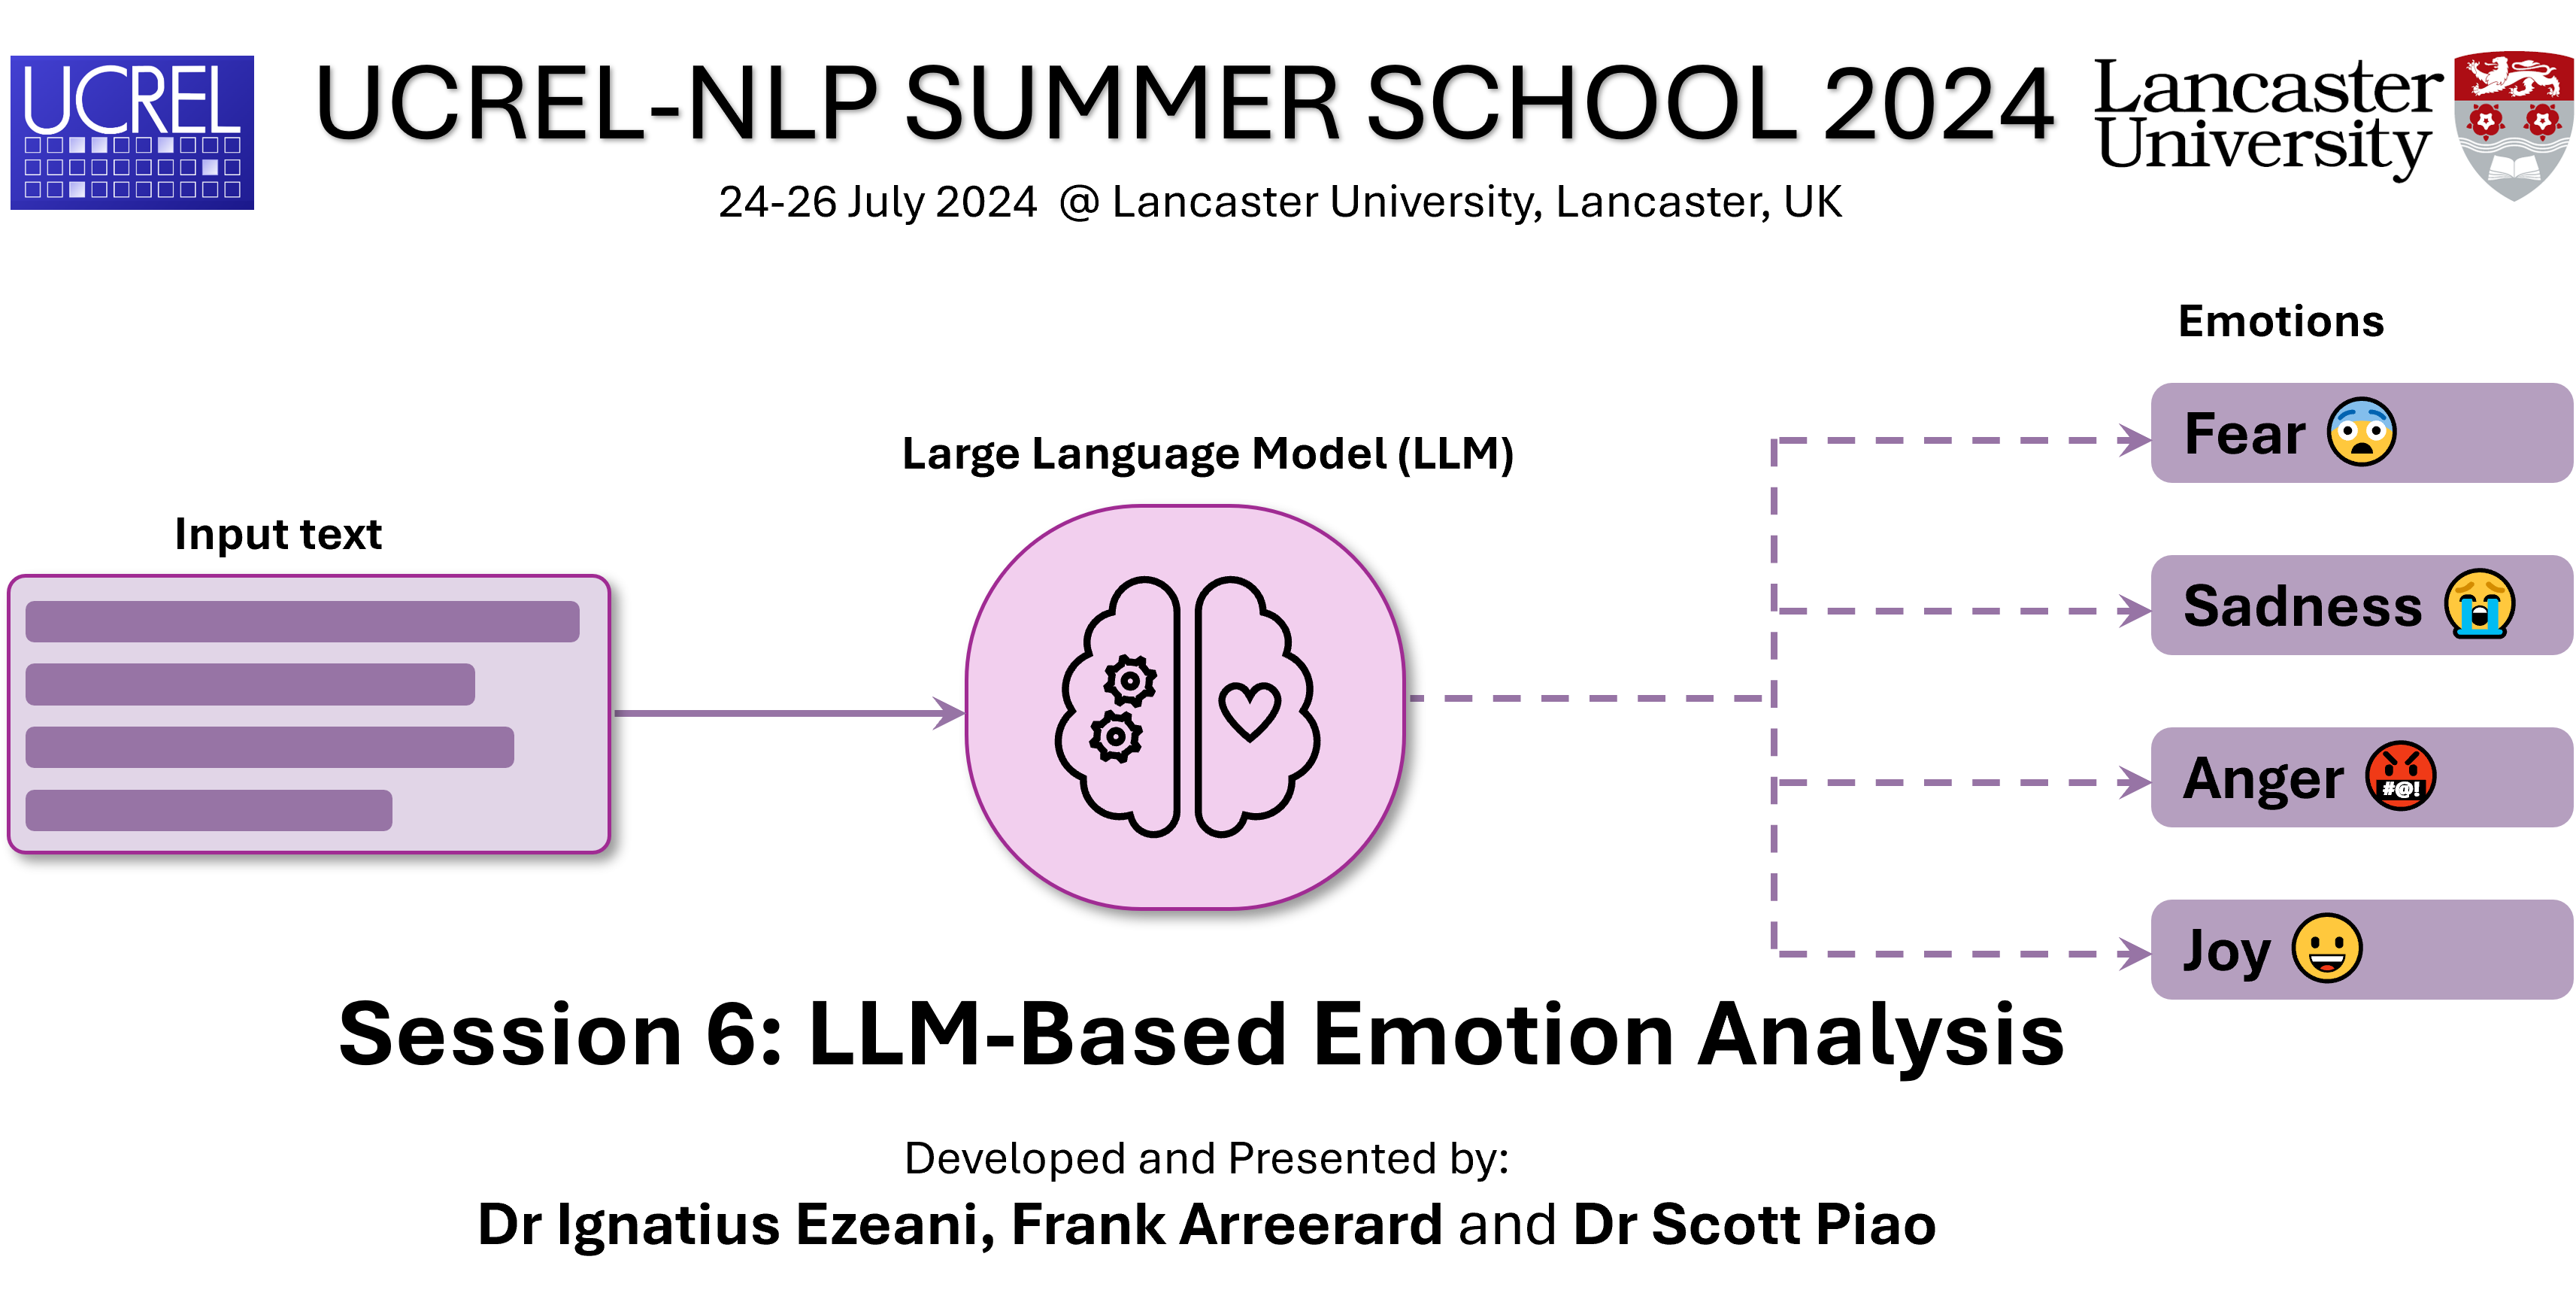 UCREL
UCREL-NLP SUMMER SCHOOL 2024
Lancaster
University
24-26 July 2024 @ Lancaster University, Lancaster, UK
Emotions
Fear
Large Language Model (LLM)
Input text
Sadness
Anger
#@!
Joy
Session 6: LLM-Based Emotion Analysis
Developed and Presented by:
Dr Ignatius Ezeani, Frank Arreerard and Dr Scott Piao